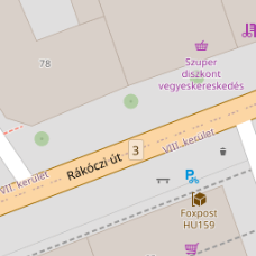 78
Szuper
diszkont
vegyeskereskedés
3
VIII. kerület
Rákóczi út
VII. kerület
Foxpost
HU159